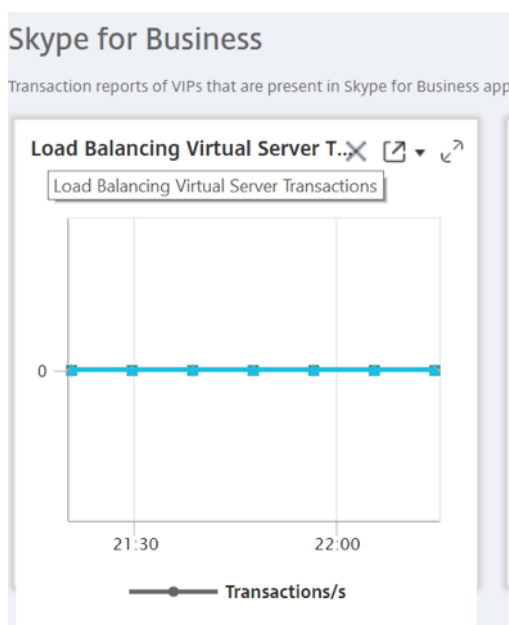 Skype for Business
Transaction reports of VIPs that are present in Skype for Business app
Load Balancing Virtual Server T...
Load Balancing Virtual Server Transactions
0
21:30 22:00
Transactions/s